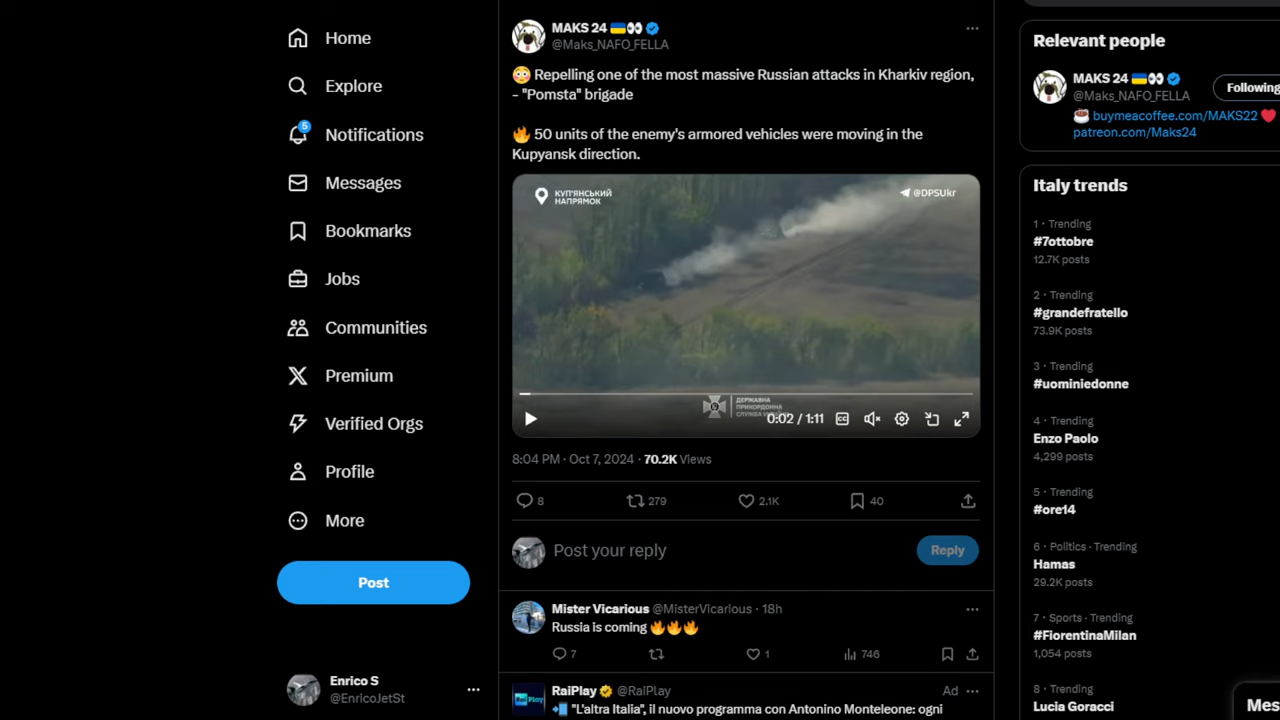 Home
Explore
5
Notifications
Messages
Bookmarks
Jobs
Communities
Premium
Verified Orgs
Profile
More
Post
Enrico S
@EnricoJetSt
MAKS 24 🇺🇦👀
@Maks_NAFO_FELLA
😳 Repelling one of the most massive Russian attacks in Kharkiv region,
- "Pomsta" brigade
🔥 50 units of the enemy's armored vehicles were moving in the
Kupyansk direction.
КУП'ЯНСЬКИЙ
НАПРЯМОК
@DPSUkr
ДЕРЖАВНА
ПРИКОРДОННА
СЛУЖБА
0:02 / 1:11
CC
8:04 PM · Oct 7, 2024 · 70.2K Views
8 279 2.1K 40
Post your reply
Reply
Mister Vicarious @MisterVicarious · 18h
Russia is coming 🔥🔥🔥
7 1 746
RaiPlay @RaiPlay Ad
Rai Play
📲 "L'altra Italia", il nuovo programma con Antonino Monteleone: ogni
Relevant people
MAKS 24 🇺🇦👀
@Maks_NAFO_FELLA
Following
☕ buymeacoffee.com/MAKS22 ❤️
patreon.com/Maks24
Italy trends
1 · Trending
#7ottobre
12.7K posts
2 · Trending
#grandefratello
73.9K posts
3 · Trending
#uominiedonne
4 · Trending
Enzo Paolo
4,299 posts
5 · Trending
#ore14
6 · Politics · Trending
Hamas
29.2K posts
7 · Sports · Trending
#FiorentinaMilan
1,054 posts
8 · Trending
Lucia Goracci
Mes